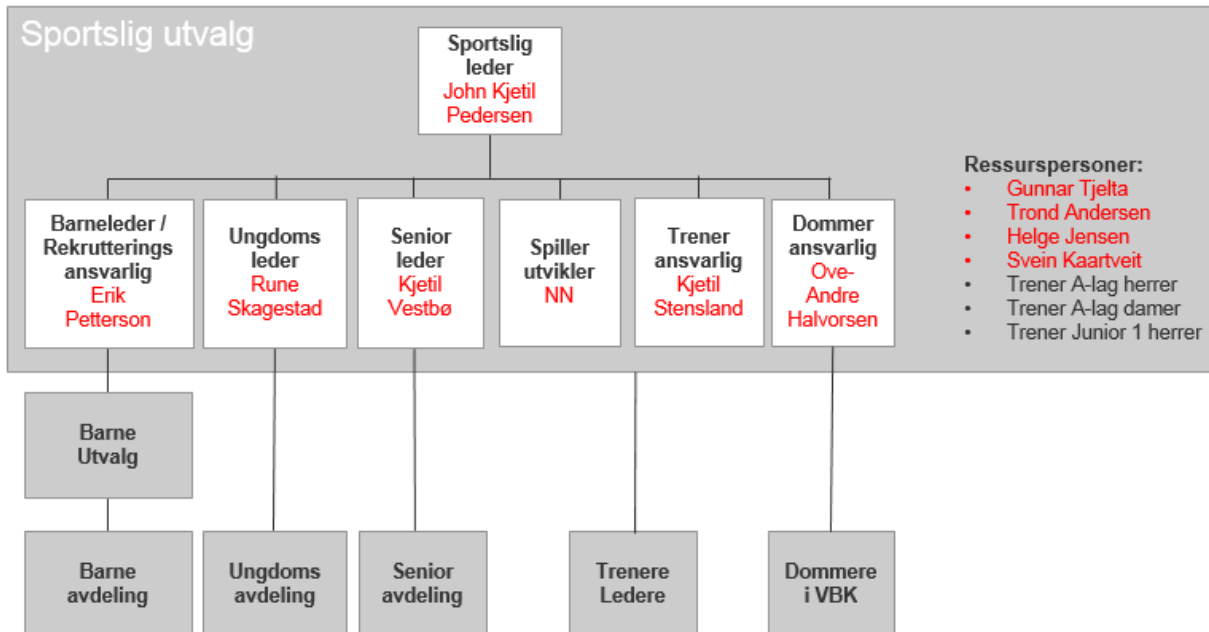 Sportslig utvalg
Sportslig
leder
John Kjetil
Pedersen
Barneleder /
Rekrutterings
ansvarlig
Erik
Petterson
Ungdoms
leder
Rune
Skagestad
Senior
leder
Kjetil
Vestbø
Spiller
utvikler
NN
Trener
ansvarlig
Kjetil
Stensland
Dommer
ansvarlig
Ove-
Andre
Halvorsen
Ressurspersoner:
• Gunnar Tjelta
• Trond Andersen
• Helge Jensen
• Svein Kaartveit
• Trener A-lag herrer
• Trener A-lag damer
• Trener Junior 1 herrer
Barne
Utvalg
Barne
avdeling
Ungdoms
avdeling
Senior
avdeling
Trenere
Ledere
Dommere
i VBK